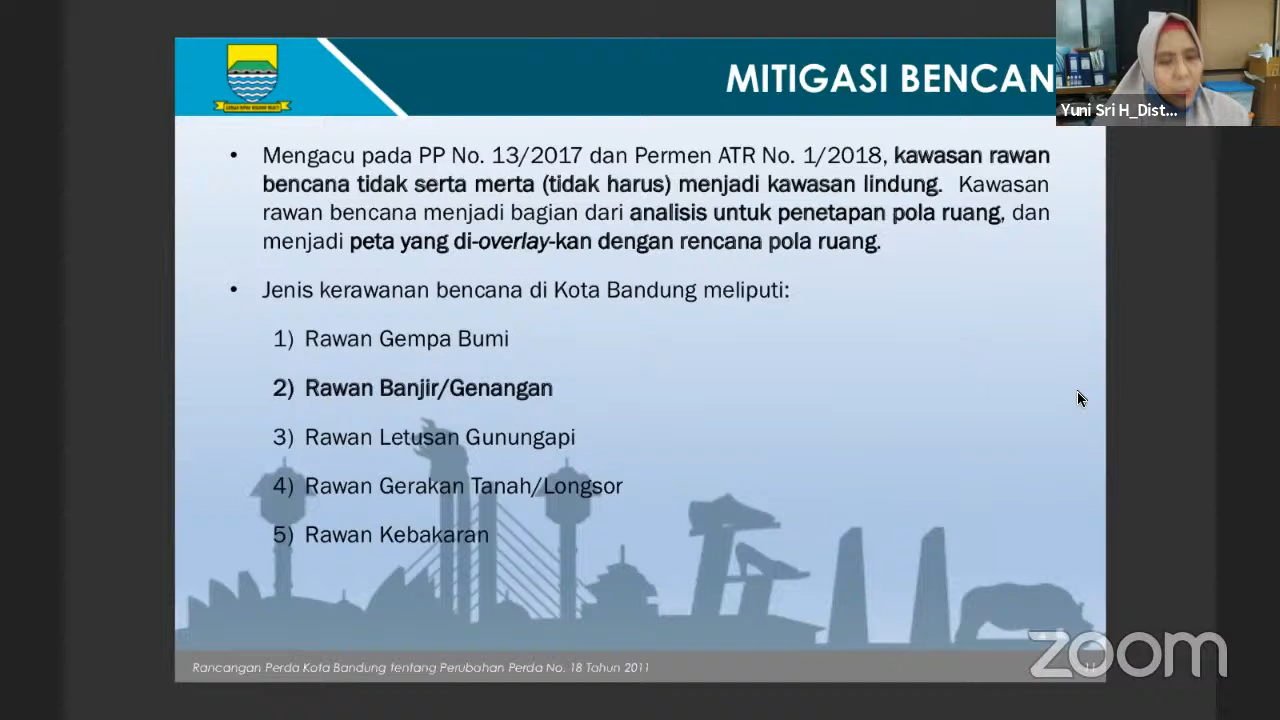 MITIGASI BENCAN
Yuni Sri H_Dist...
• Mengacu pada PP No. 13/2017 dan Permen ATR No. 1/2018, kawasan rawan
bencana tidak serta merta (tidak harus) menjadi kawasan lindung. Kawasan
rawan bencana menjadi bagian dari analisis untuk penetapan pola ruang, dan
menjadi peta yang di-overlay-kan dengan rencana pola ruang.
• Jenis kerawanan bencana di Kota Bandung meliputi:
1) Rawan Gempa Bumi
2) Rawan Banjir/Genangan
3) Rawan Letusan Gunungapi
4) Rawan Gerakan Tanah/Longsor
5) Rawan Kebakaran
Rancangan Perda Kota Bandung tentang Perubahan Perda No. 18 Tahun 2011
zoom